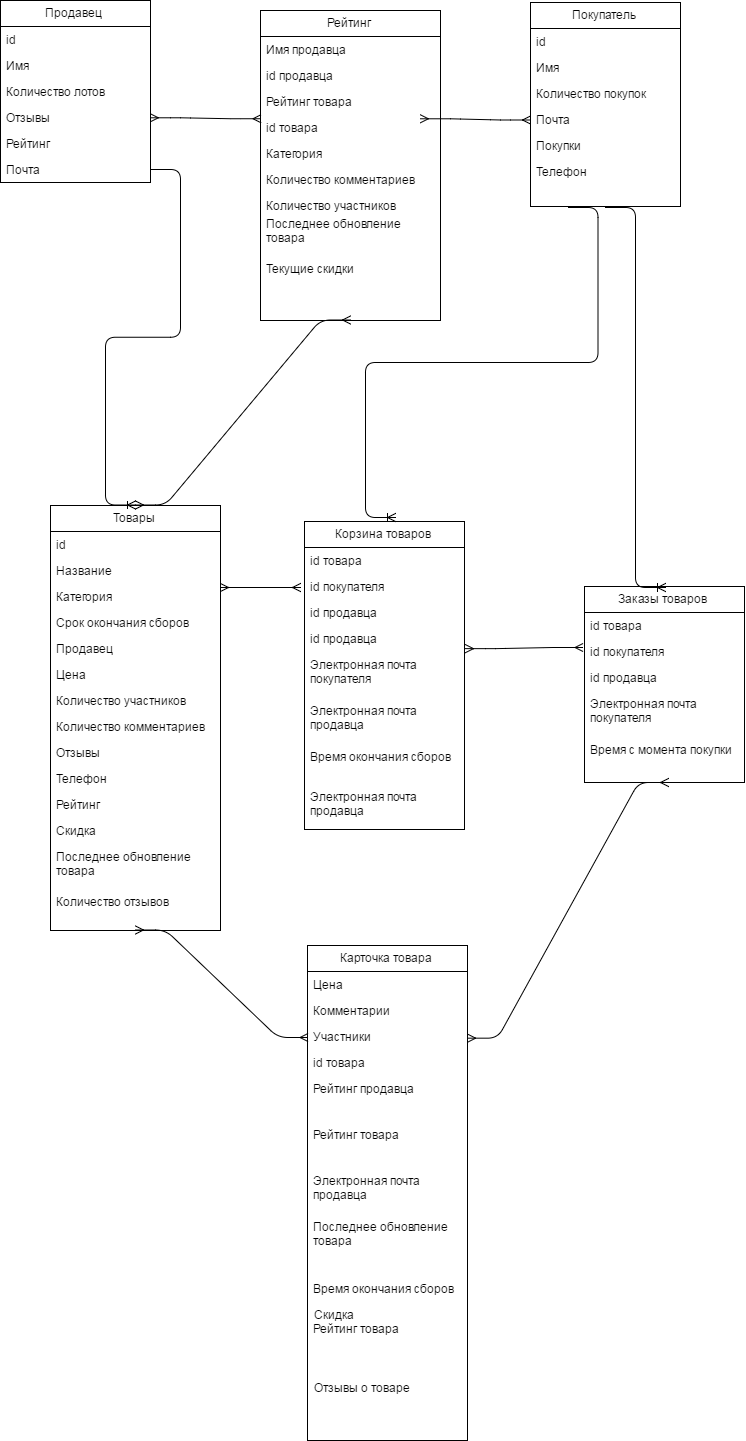 Продавец
id
Имя
Количество лотов
Отзывы
Рейтинг
Почта
Рейтинг
Имя продавца
id продавца
Рейтинг товара
id товара
Категория
Количество комментариев
Количество участников
Последнее обновление
товара
Текущие скидки
Покупатель
id
Имя
Количество покупок
Почта
Покупки
Телефон
Товары
id
Название
Категория
Срок окончания сборов
Продавец
Цена
Количество участников
Количество комментариев
Отзывы
Телефон
Рейтинг
Скидка
Последнее обновление
товара
Количество отзывов
Корзина товаров
id товара
id покупателя
id продавца
id продавца
Электронная почта
покупателя
Электронная почта
продавца
Время окончания сборов
Электронная почта
продавца
Заказы товаров
id товара
id покупателя
id продавца
Электронная почта
покупателя
Время с момента покупки
Карточка товара
Цена
Комментарии
Участники
id товара
Рейтинг продавца
Рейтинг товара
Электронная почта
продавца
Последнее обновление
товара
Время окончания сборов
Скидка
Рейтинг товара
Отзывы о товаре